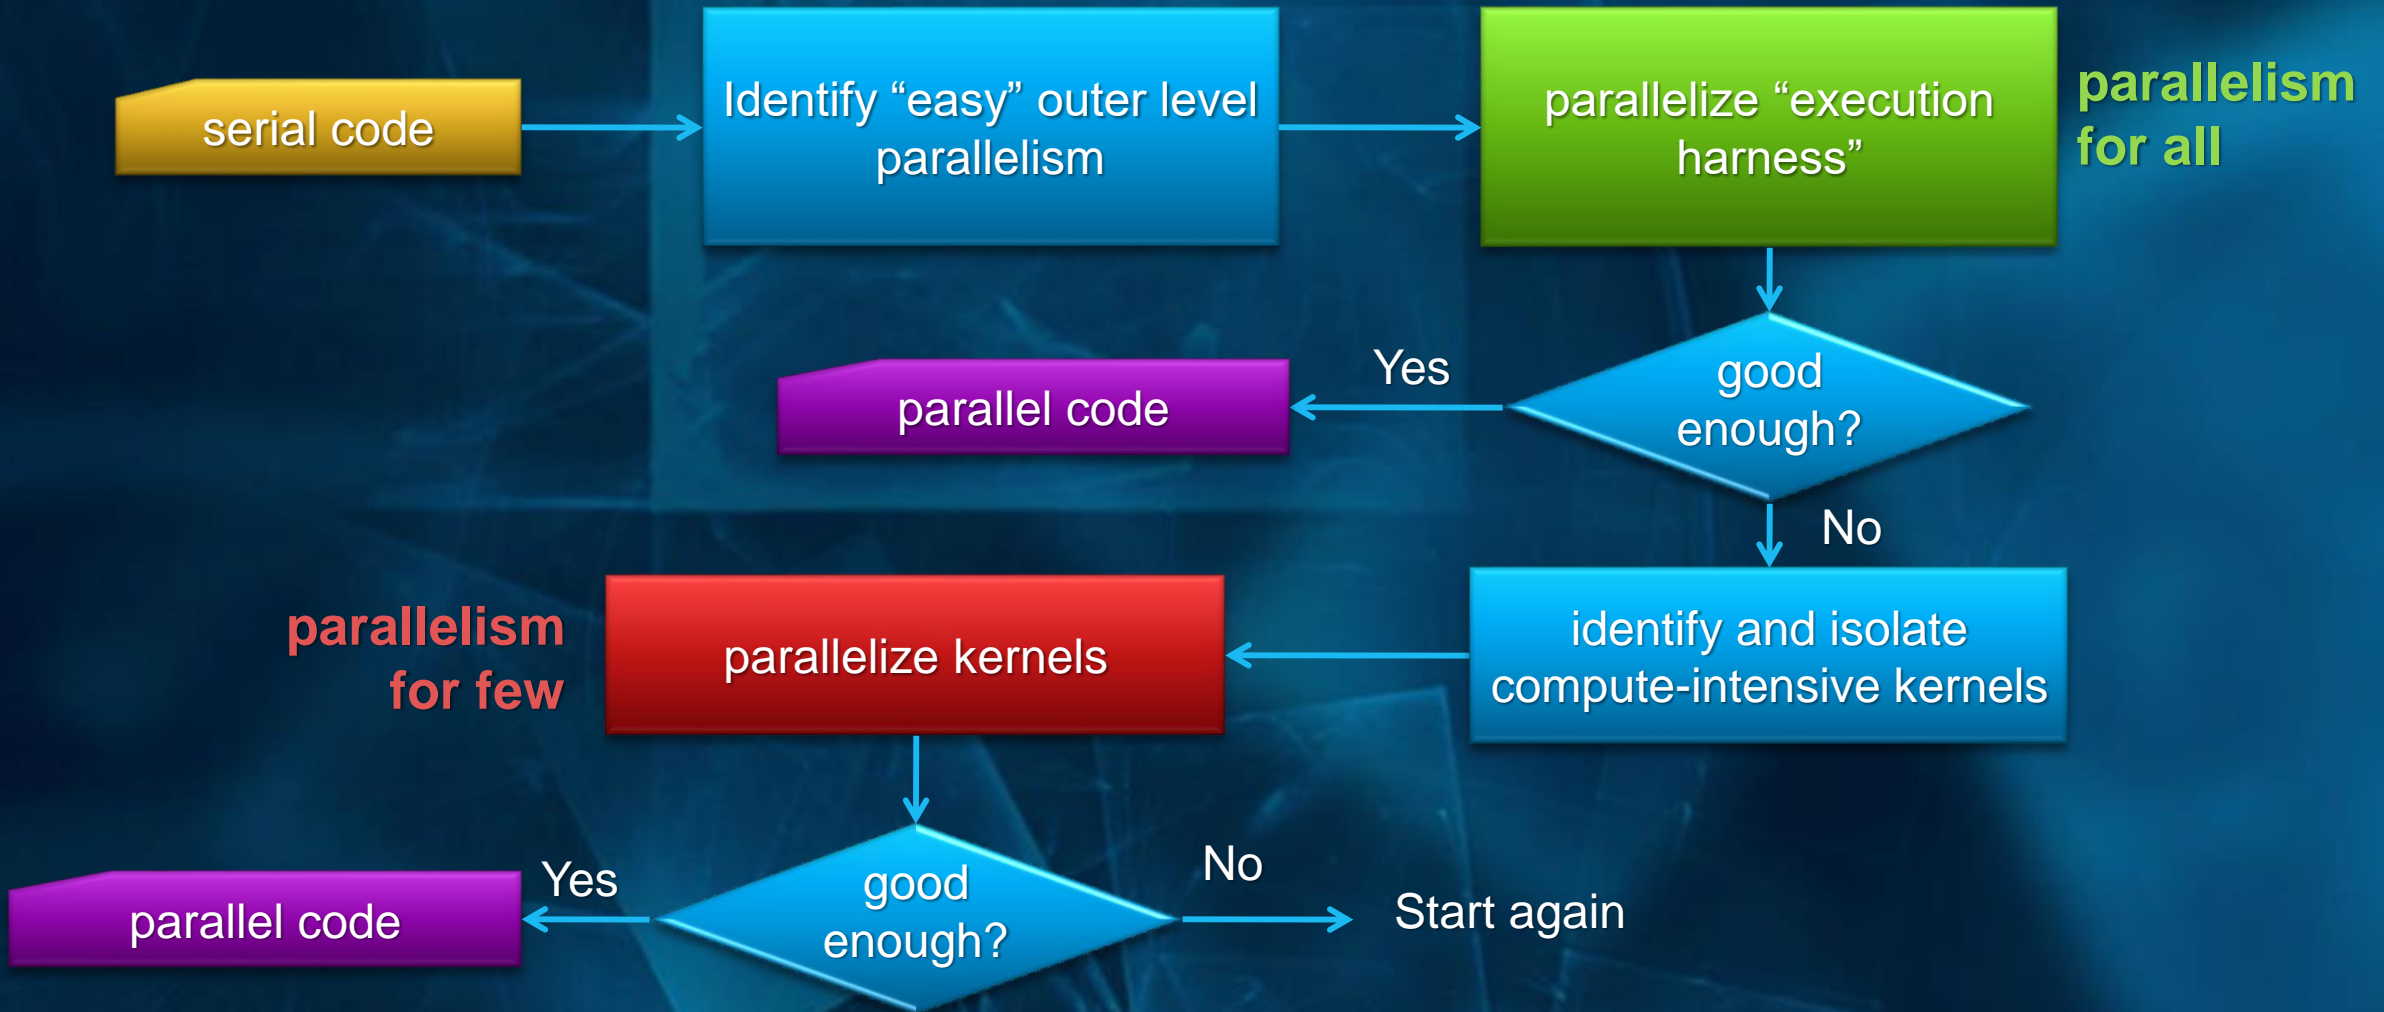 serial code
Identify “easy” outer level
parallelism
parallelize “execution
harness”
parallelism
for all
good
enough?
Yes
parallel code
No
identify and isolate
compute-intensive kernels
parallelize kernels
parallelism
for few
good
enough?
Yes
parallel code
No
Start again